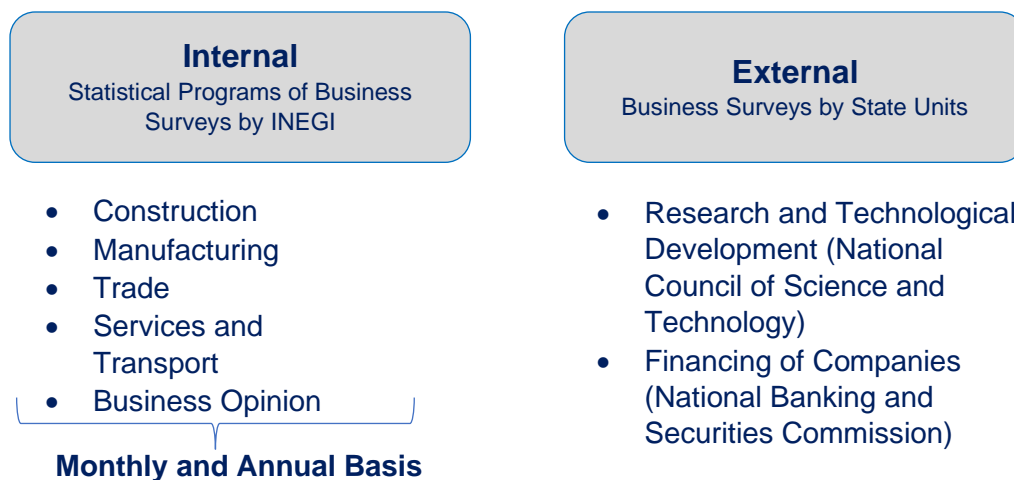 Internal
Statistical Programs of Business
Surveys by INEGI
• Construction
• Manufacturing
• Trade
• Services and
Transport
• Business Opinion
Monthly and Annual Basis
External
Business Surveys by State Units
• Research and Technological
Development (National
Council of Science and
Technology)
• Financing of Companies
(National Banking and
Securities Commission)